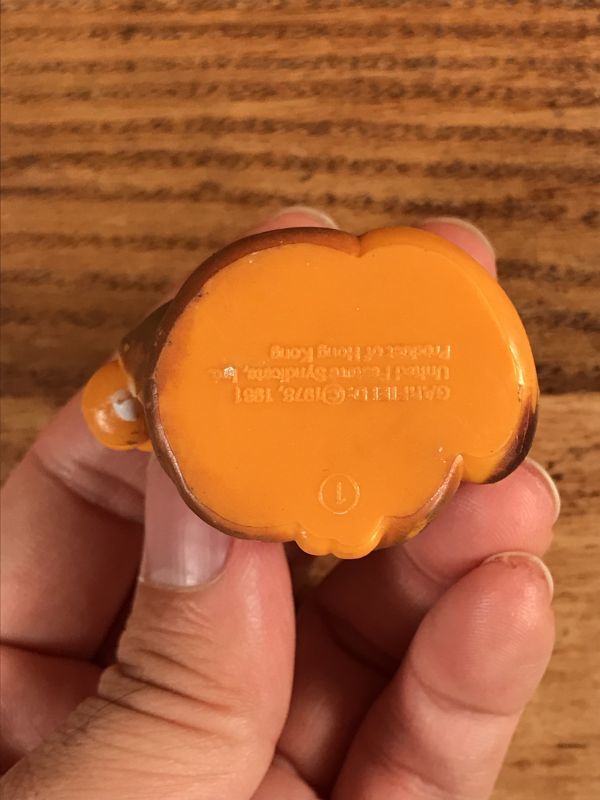 GARFIELD: ©1978, 1981
United Feature Syndicate, Inc.
Product of Hong Kong
1